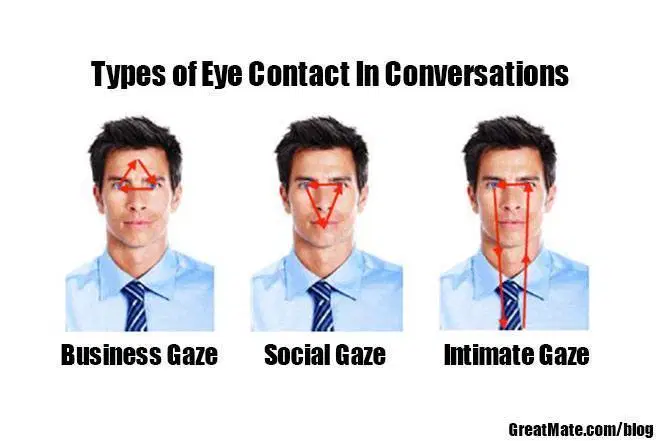 Types of Eye Contact In Conversations
Business Gaze
Social Gaze
Intimate Gaze
GreatMate.com/blog